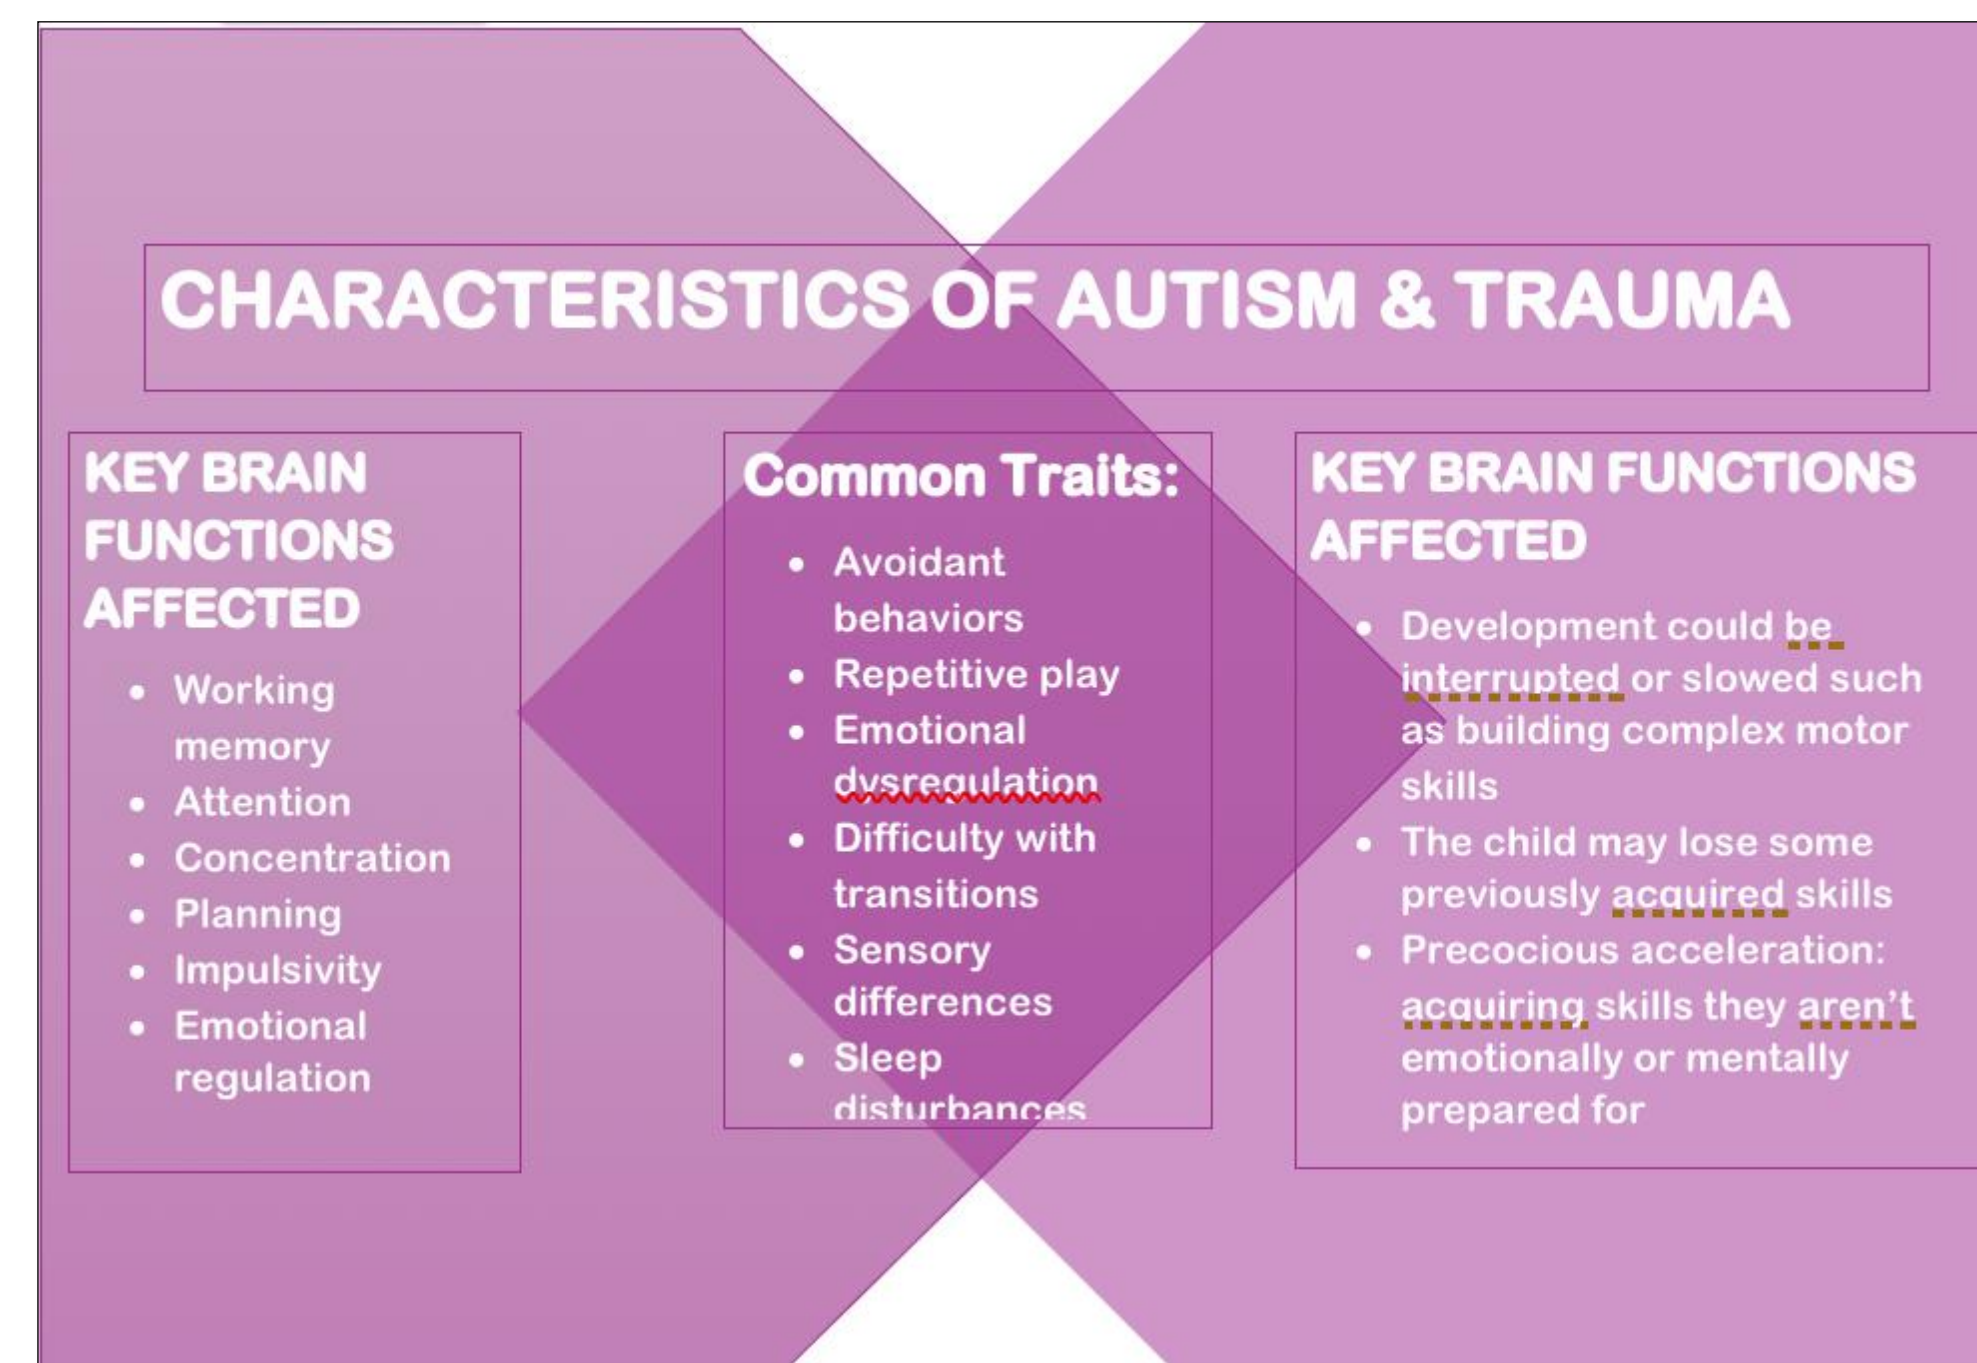 CHARACTERISTICS OF AUTISM & TRAUMA
KEY BRAIN
FUNCTIONS
AFFECTED
• Working
memory
• Attention
• Concentration
• Planning
• Impulsivity
• Emotional
regulation
Common Traits:
• Avoidant
behaviors
• Repetitive play
• Emotional
dysregulation
• Difficulty with
transitions
• Sensory
differences
• Sleep
disturbances
KEY BRAIN FUNCTIONS
AFFECTED
• Development could be
interrupted or slowed such
as building complex motor
skills
• The child may lose some
previously acquired skills
• Precocious acceleration:
acquiring skills they aren’t
emotionally or mentally
prepared for